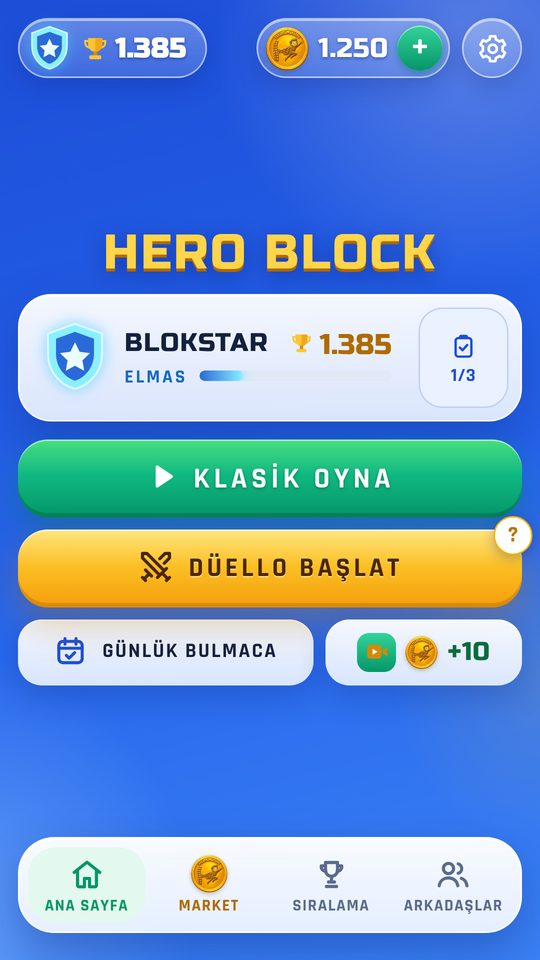 1.385
1.250 +
HERO BLOCK
BLOKSTAR 1.385
ELMAS
1/3
KLASİK OYNA
?
DÜELLO BAŞLAT
GÜNLÜK BULMACA
+10
ANA SAYFA MARKET SIRALAMA ARKADAŞLAR